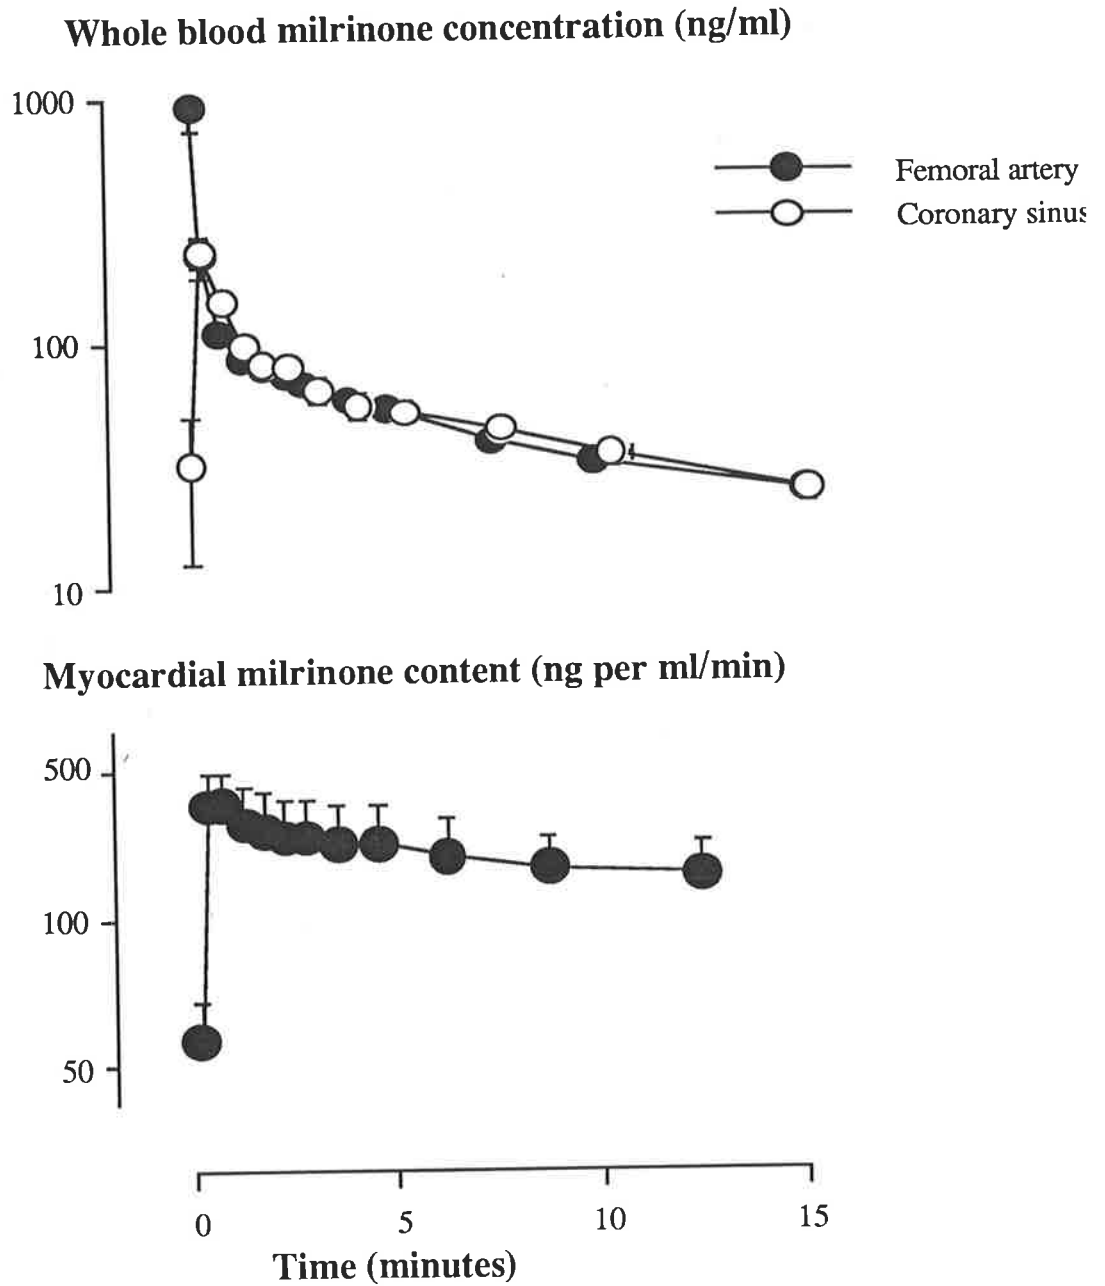 Whole blood milrinone concentration (ng/ml)
1000
Femoral artery
Coronary sinus
100
10
Myocardial milrinone content (ng per ml/min)
500
100
50
0 5 10 15
Time (minutes)